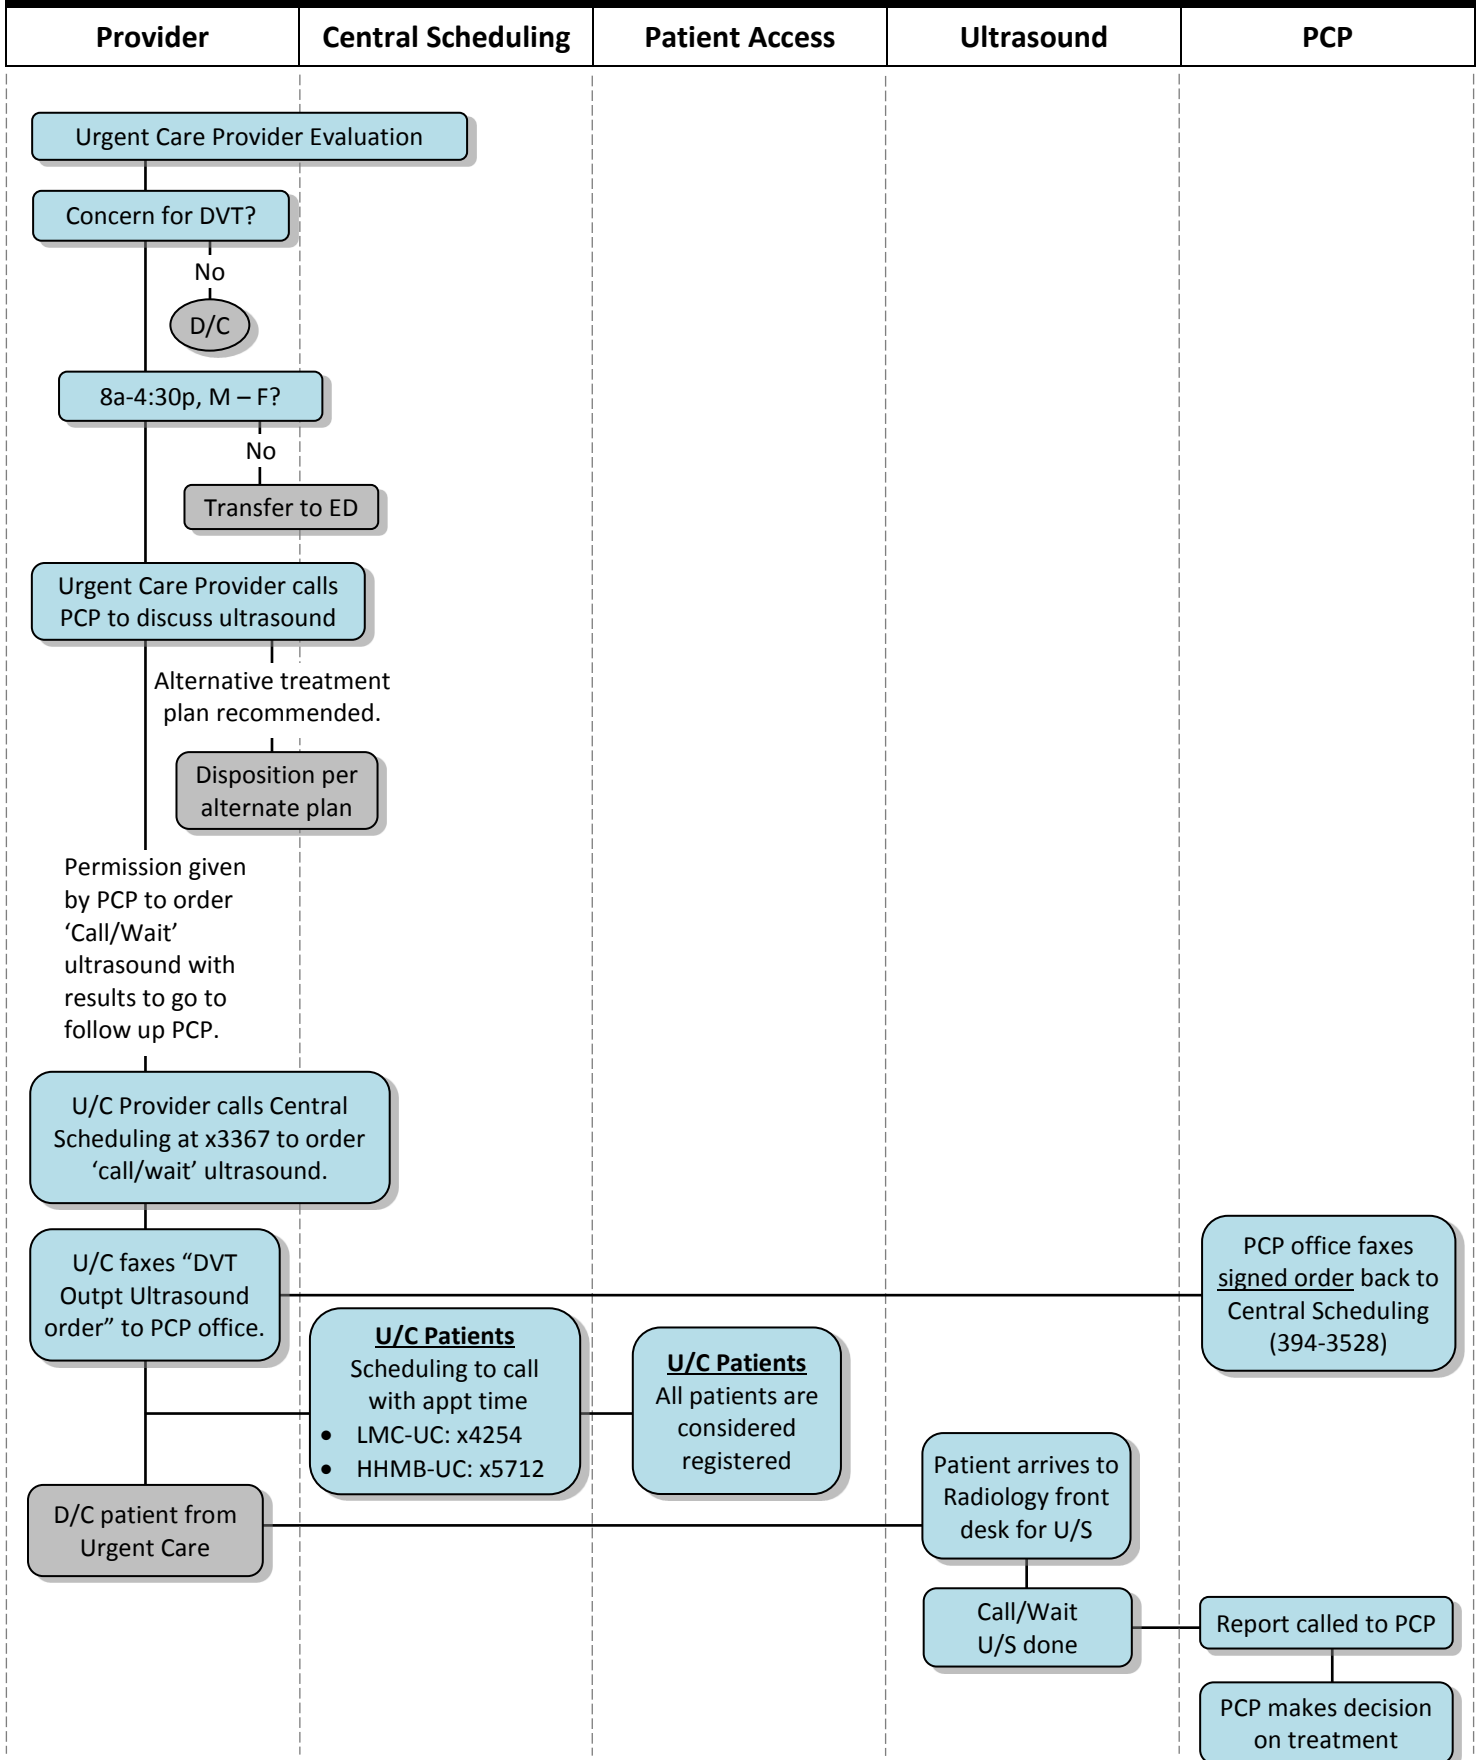 Provider
Central Scheduling
Patient Access
Ultrasound
PCP
Urgent Care Provider Evaluation
Concern for DVT?
No
D/C
8a-4:30p, M – F?
No
Transfer to ED
Urgent Care Provider calls
PCP to discuss ultrasound
Alternative treatment
plan recommended.
Disposition per
alternate plan
Permission given
by PCP to order
‘Call/Wait’
ultrasound with
results to go to
follow up PCP.
U/C Provider calls Central
Scheduling at x3367 to order
‘call/wait’ ultrasound.
U/C faxes “DVT
Outpt Ultrasound
order” to PCP office.
PCP office faxes
signed order back to
Central Scheduling
(394-3528)
U/C Patients
Scheduling to call
with appt time
• LMC-UC: x4254
• HHMB-UC: x5712
U/C Patients
All patients are
considered
registered
D/C patient from
Urgent Care
Patient arrives to
Radiology front
desk for U/S
Call/Wait
U/S done
Report called to PCP
PCP makes decision
on treatment